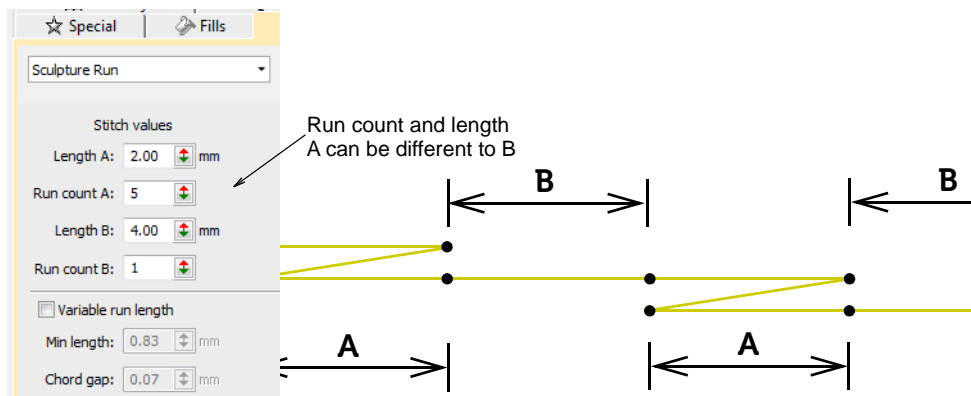 Special
Fills
Sculpture Run
Stitch values
Length A: 2.00 mm
Run count A: 5
Length B: 4.00 mm
Run count B: 1
Variable run length
Min length: 0.83 mm
Chord gap: 0.07 mm
Run count and length
A can be different to B
B
B
A
A